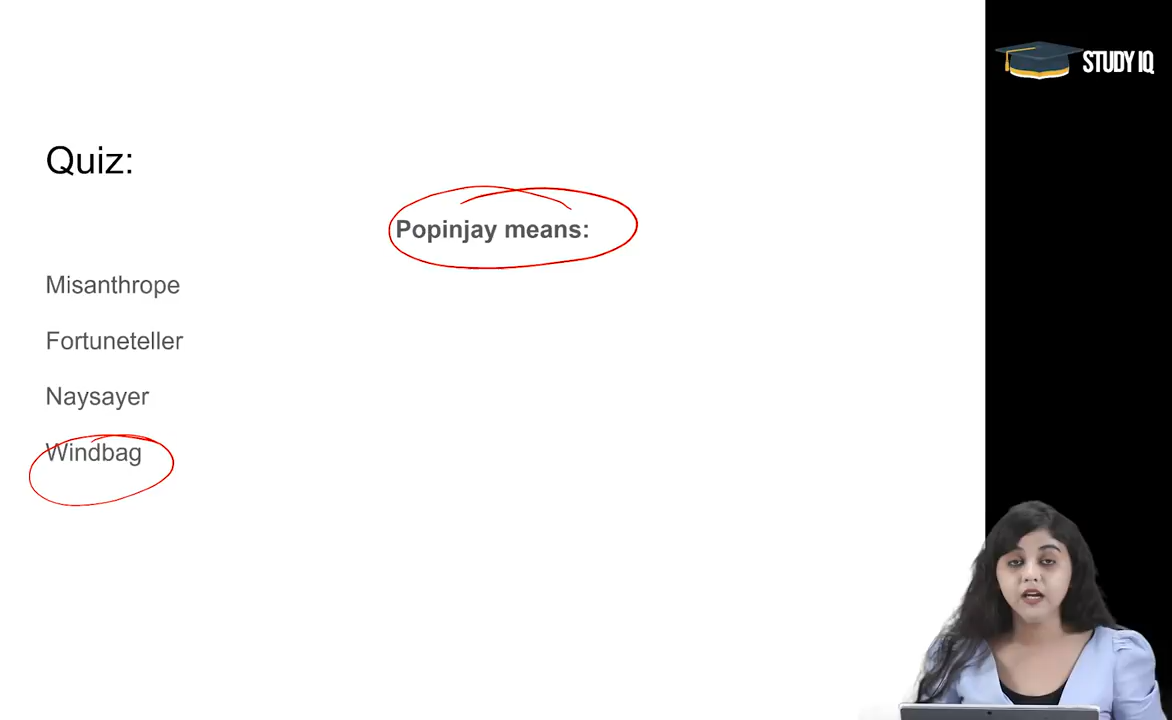 STUDY IQ
Quiz:
Popinjay means:
Misanthrope
Fortuneteller
Naysayer
Windbag